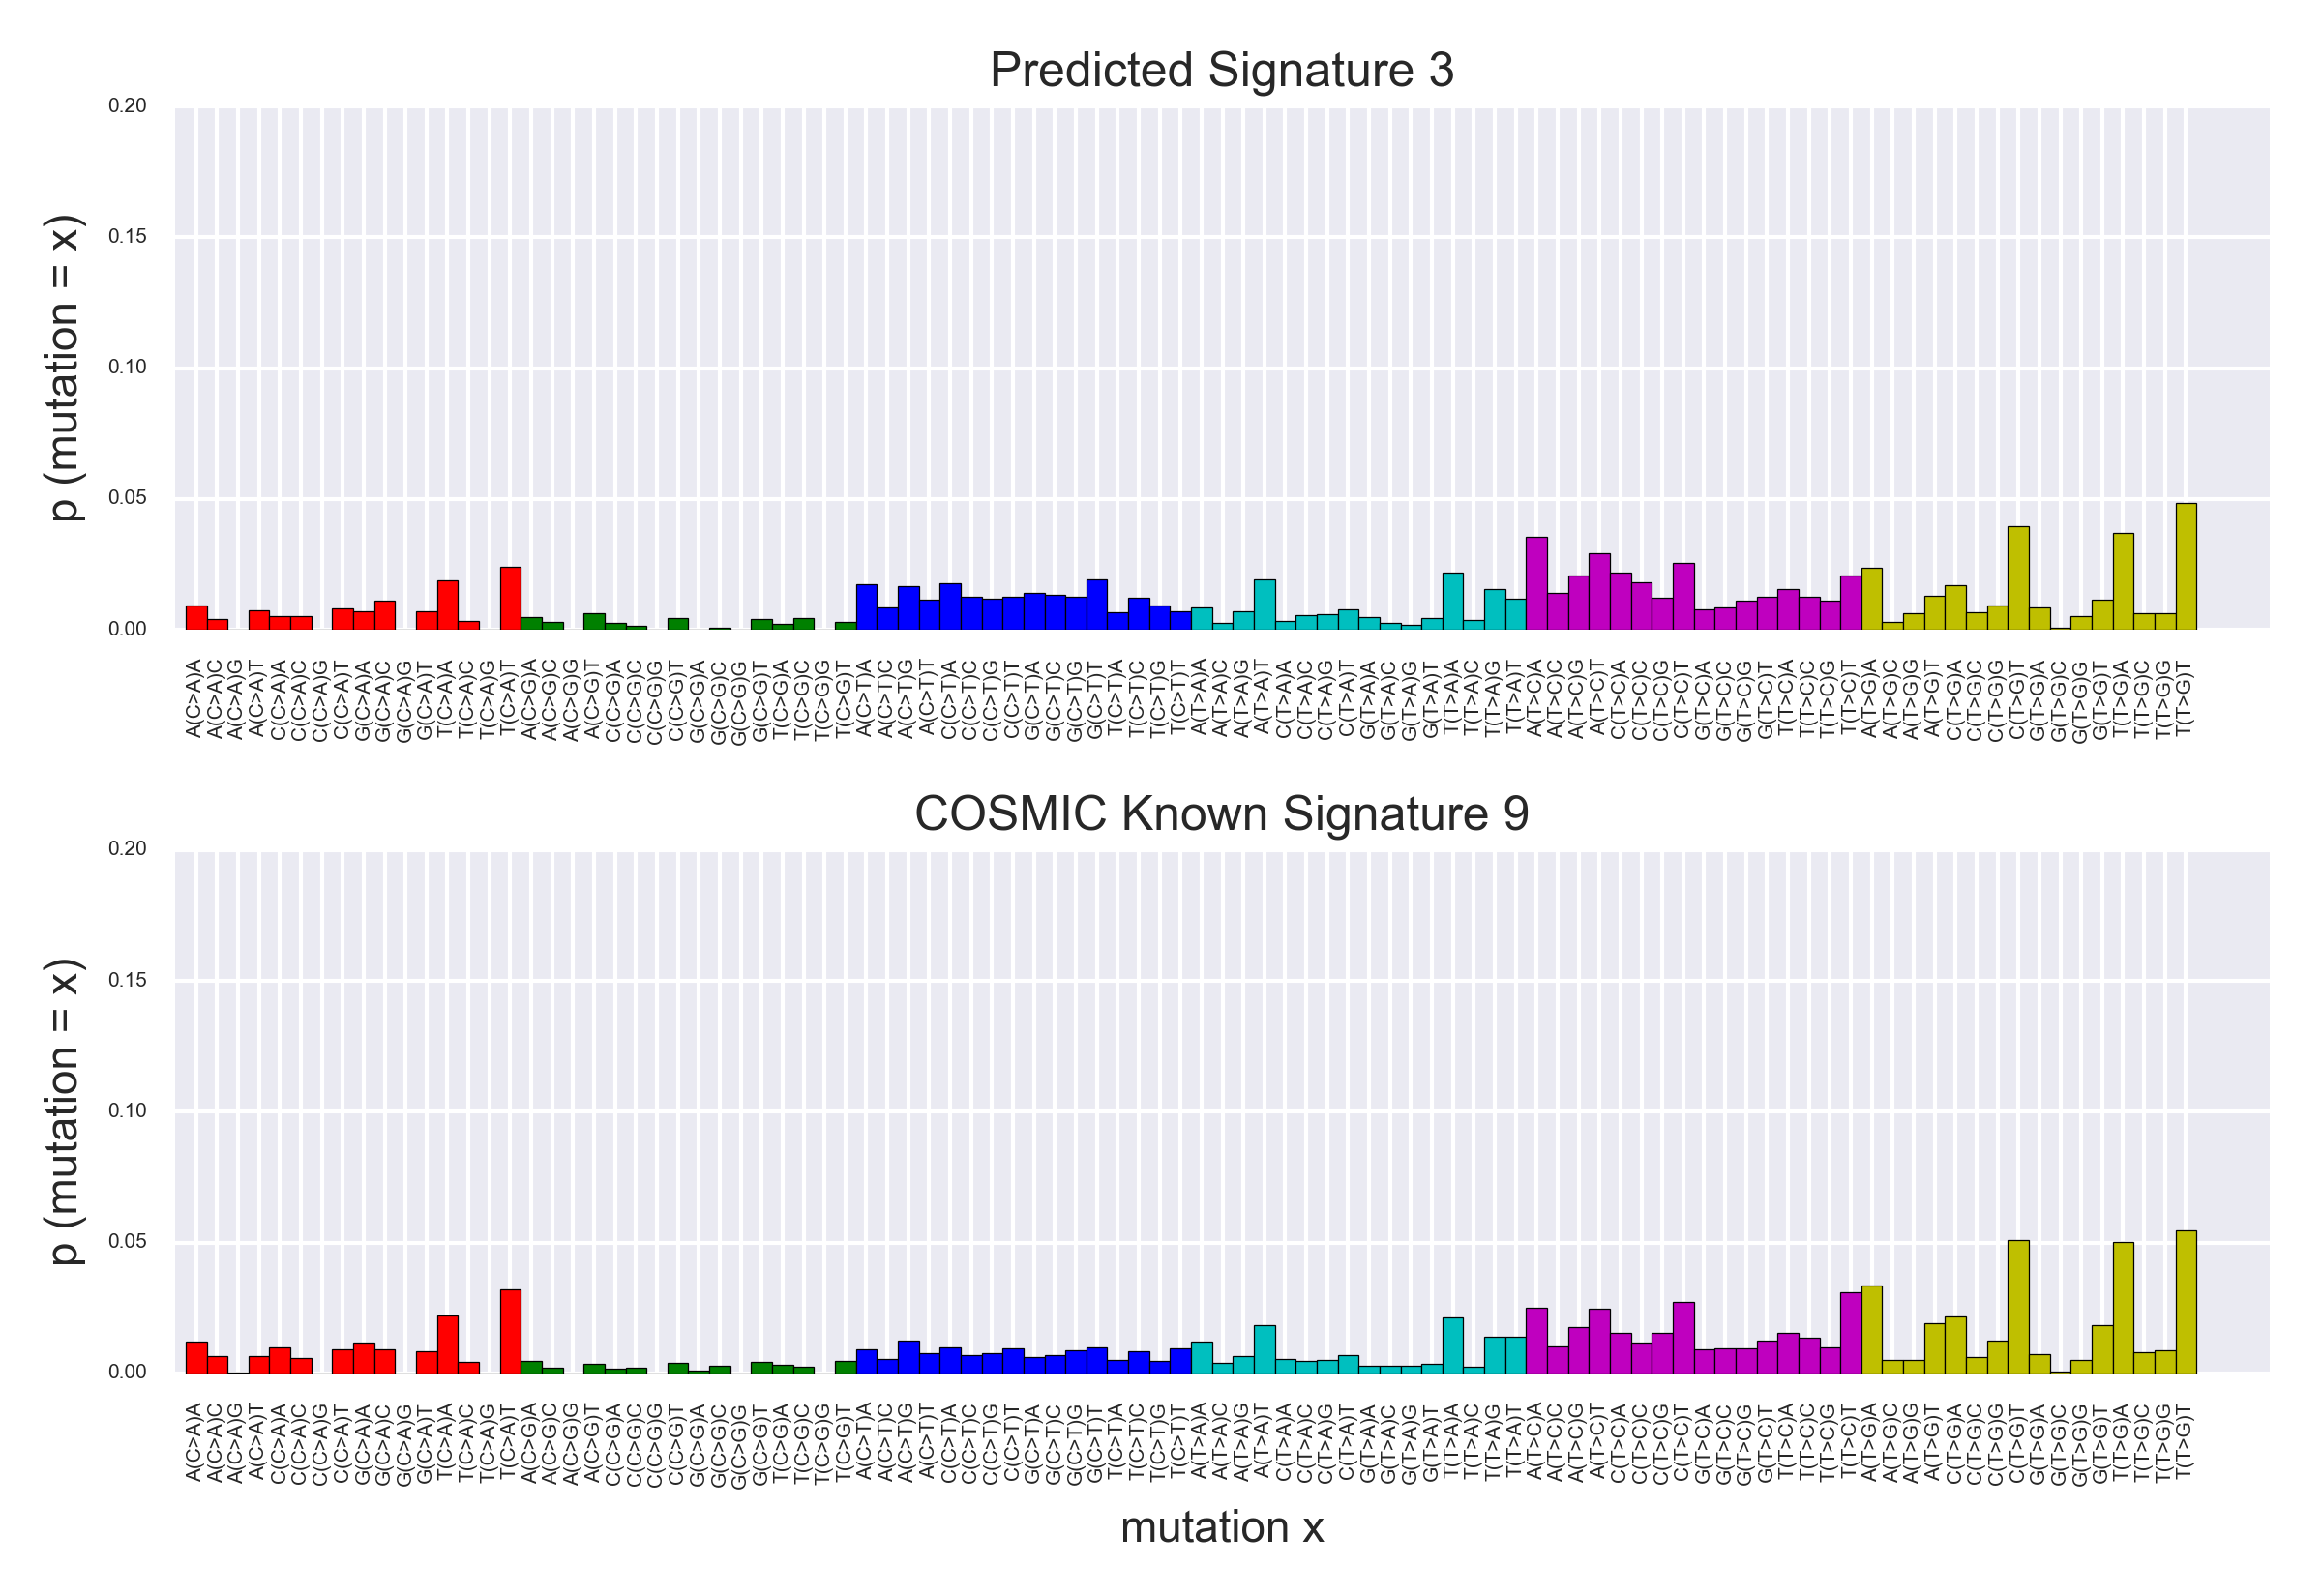 Predicted Signature 3
0.20
0.15
0.10
0.05
0.00
p (mutation = x)
A(C>A)A A(C>A)C A(C>A)G A(C>A)T C(C>A)A C(C>A)C C(C>A)G C(C>A)T G(C>A)A G(C>A)C G(C>A)G G(C>A)T T(C>A)A T(C>A)C T(C>A)G T(C>A)T A(C>G)A A(C>G)C A(C>G)G A(C>G)T C(C>G)A C(C>G)C C(C>G)G C(C>G)T G(C>G)A G(C>G)C G(C>G)G G(C>G)T T(C>G)A T(C>G)C T(C>G)G T(C>G)T A(C>T)A A(C>T)C A(C>T)G A(C>T)T C(C>T)A C(C>T)C C(C>T)G C(C>T)T G(C>T)A G(C>T)C G(C>T)G G(C>T)T T(C>T)A T(C>T)C T(C>T)G T(C>T)T A(T>A)A A(T>A)C A(T>A)G A(T>A)T C(T>A)A C(T>A)C C(T>A)G C(T>A)T G(T>A)A G(T>A)C G(T>A)G G(T>A)T T(T>A)A T(T>A)C T(T>A)G T(T>A)T A(T>C)A A(T>C)C A(T>C)G A(T>C)T C(T>C)A C(T>C)C C(T>C)G C(T>C)T G(T>C)A G(T>C)C G(T>C)G G(T>C)T T(T>C)A T(T>C)C T(T>C)G T(T>C)T A(T>G)A A(T>G)C A(T>G)G A(T>G)T C(T>G)A C(T>G)C C(T>G)G C(T>G)T G(T>G)A G(T>G)C G(T>G)G G(T>G)T T(T>G)A T(T>G)C T(T>G)G T(T>G)T
COSMIC Known Signature 9
0.20
0.15
0.10
0.05
0.00
p (mutation = x)
A(C>A)A A(C>A)C A(C>A)G A(C>A)T C(C>A)A C(C>A)C C(C>A)G C(C>A)T G(C>A)A G(C>A)C G(C>A)G G(C>A)T T(C>A)A T(C>A)C T(C>A)G T(C>A)T A(C>G)A A(C>G)C A(C>G)G A(C>G)T C(C>G)A C(C>G)C C(C>G)G C(C>G)T G(C>G)A G(C>G)C G(C>G)G G(C>G)T T(C>G)A T(C>G)C T(C>G)G T(C>G)T A(C>T)A A(C>T)C A(C>T)G A(C>T)T C(C>T)A C(C>T)C C(C>T)G C(C>T)T G(C>T)A G(C>T)C G(C>T)G G(C>T)T T(C>T)A T(C>T)C T(C>T)G T(C>T)T A(T>A)A A(T>A)C A(T>A)G A(T>A)T C(T>A)A C(T>A)C C(T>A)G C(T>A)T G(T>A)A G(T>A)C G(T>A)G G(T>A)T T(T>A)A T(T>A)C T(T>A)G T(T>A)T A(T>C)A A(T>C)C A(T>C)G A(T>C)T C(T>C)A C(T>C)C C(T>C)G C(T>C)T G(T>C)A G(T>C)C G(T>C)G G(T>C)T T(T>C)A T(T>C)C T(T>C)G T(T>C)T A(T>G)A A(T>G)C A(T>G)G A(T>G)T C(T>G)A C(T>G)C C(T>G)G C(T>G)T G(T>G)A G(T>G)C G(T>G)G G(T>G)T T(T>G)A T(T>G)C T(T>G)G T(T>G)T
mutation x